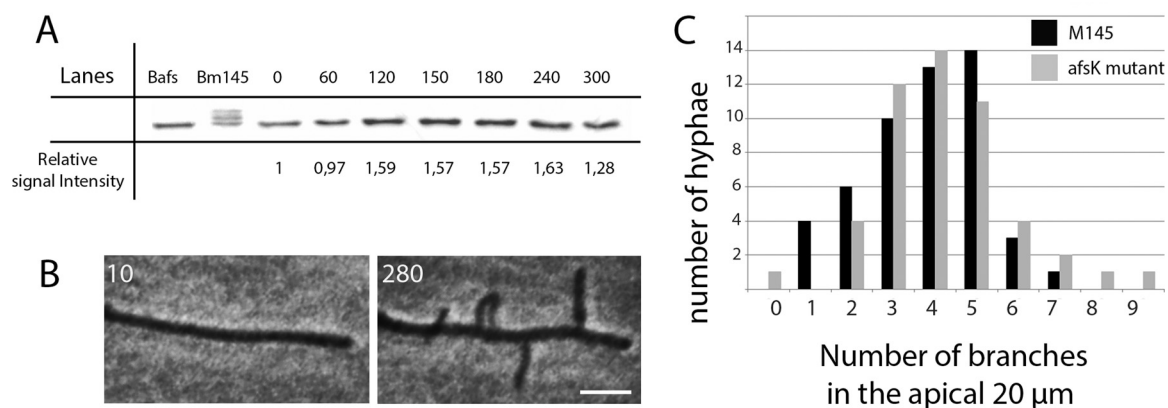 A
Lanes Bafs Bm145 0 60 120 150 180 240 300
Relative
signal Intensity
1 0,97 1,59 1,57 1,57 1,63 1,28
B
10
280
C
M145
afsK mutant
number of hyphae
14
12
10
8
6
4
2
0 1 2 3 4 5 6 7 8 9
Number of branches
in the apical 20 μm